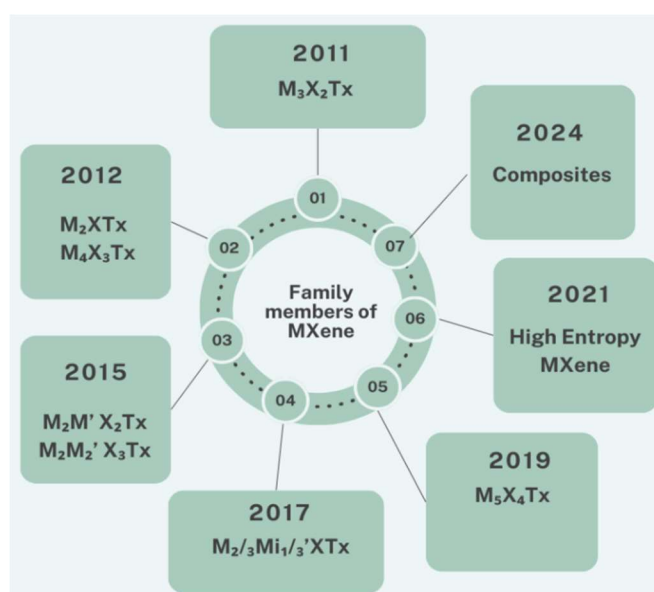 2011
M₃X₂Tx
01
2012
M₂XTx
M₄X₃Tx
02
2015
M₂M’ X₂Tx
M₂M₂’ X₃Tx
03
2017
M₂/₃Mi₁/₃’XTx
04
2019
M₅X₄Tx
05
2021
High Entropy
MXene
06
2024
Composites
07
Family
members of
MXene